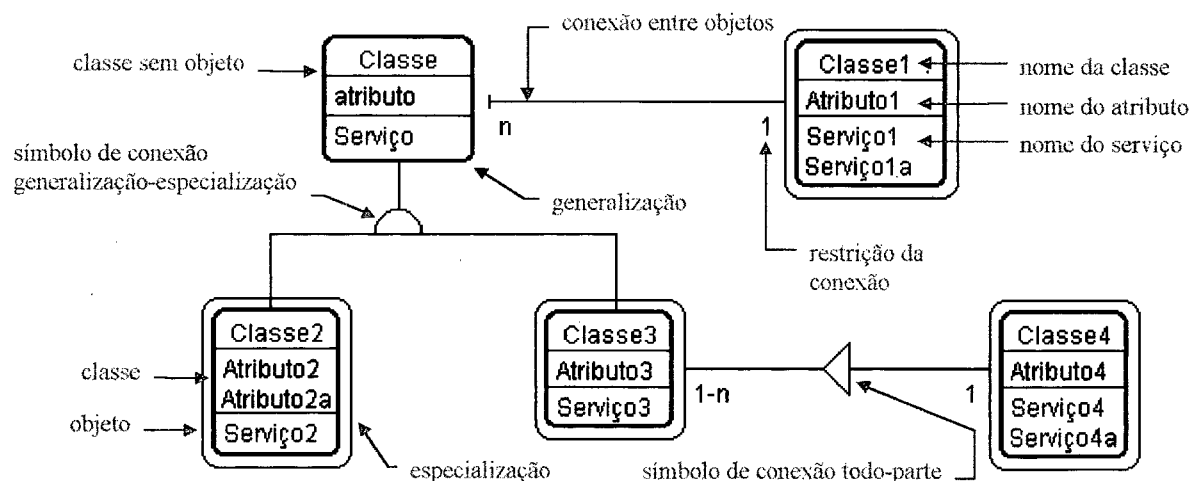 conexão entre objetos
classe sem objeto
Classe
atributo
Serviço
n
1
Classe1
Atributo1
Serviço1
Serviço1a
nome da classe
nome do atributo
nome do serviço
símbolo de conexão
generalização-especialização
generalização
restrição da
conexão
Classe2
Atributo2
Atributo2a
Serviço2
classe
objeto
especialização
Classe3
Atributo3
Serviço3
1-n
1
Classe4
Atributo4
Serviço4
Serviço4a
símbolo de conexão todo-parte